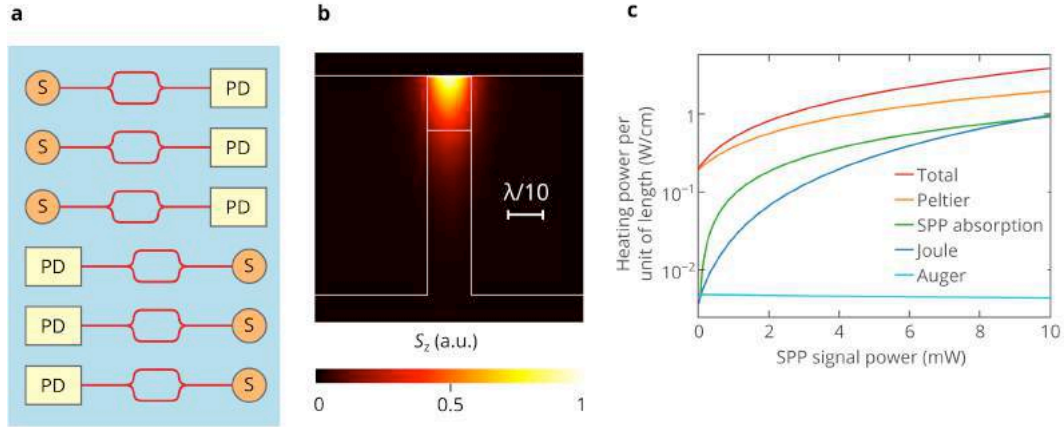 a
S PD
S PD
S PD
PD S
PD S
PD S
b
λ/10
S_z (a.u.)
0 0.5 1
c
Heating power per
unit of length (W/cm)
1
10⁻¹
10⁻²
Total
Peltier
SPP absorption
Joule
Auger
0 2 4 6 8 10
SPP signal power (mW)